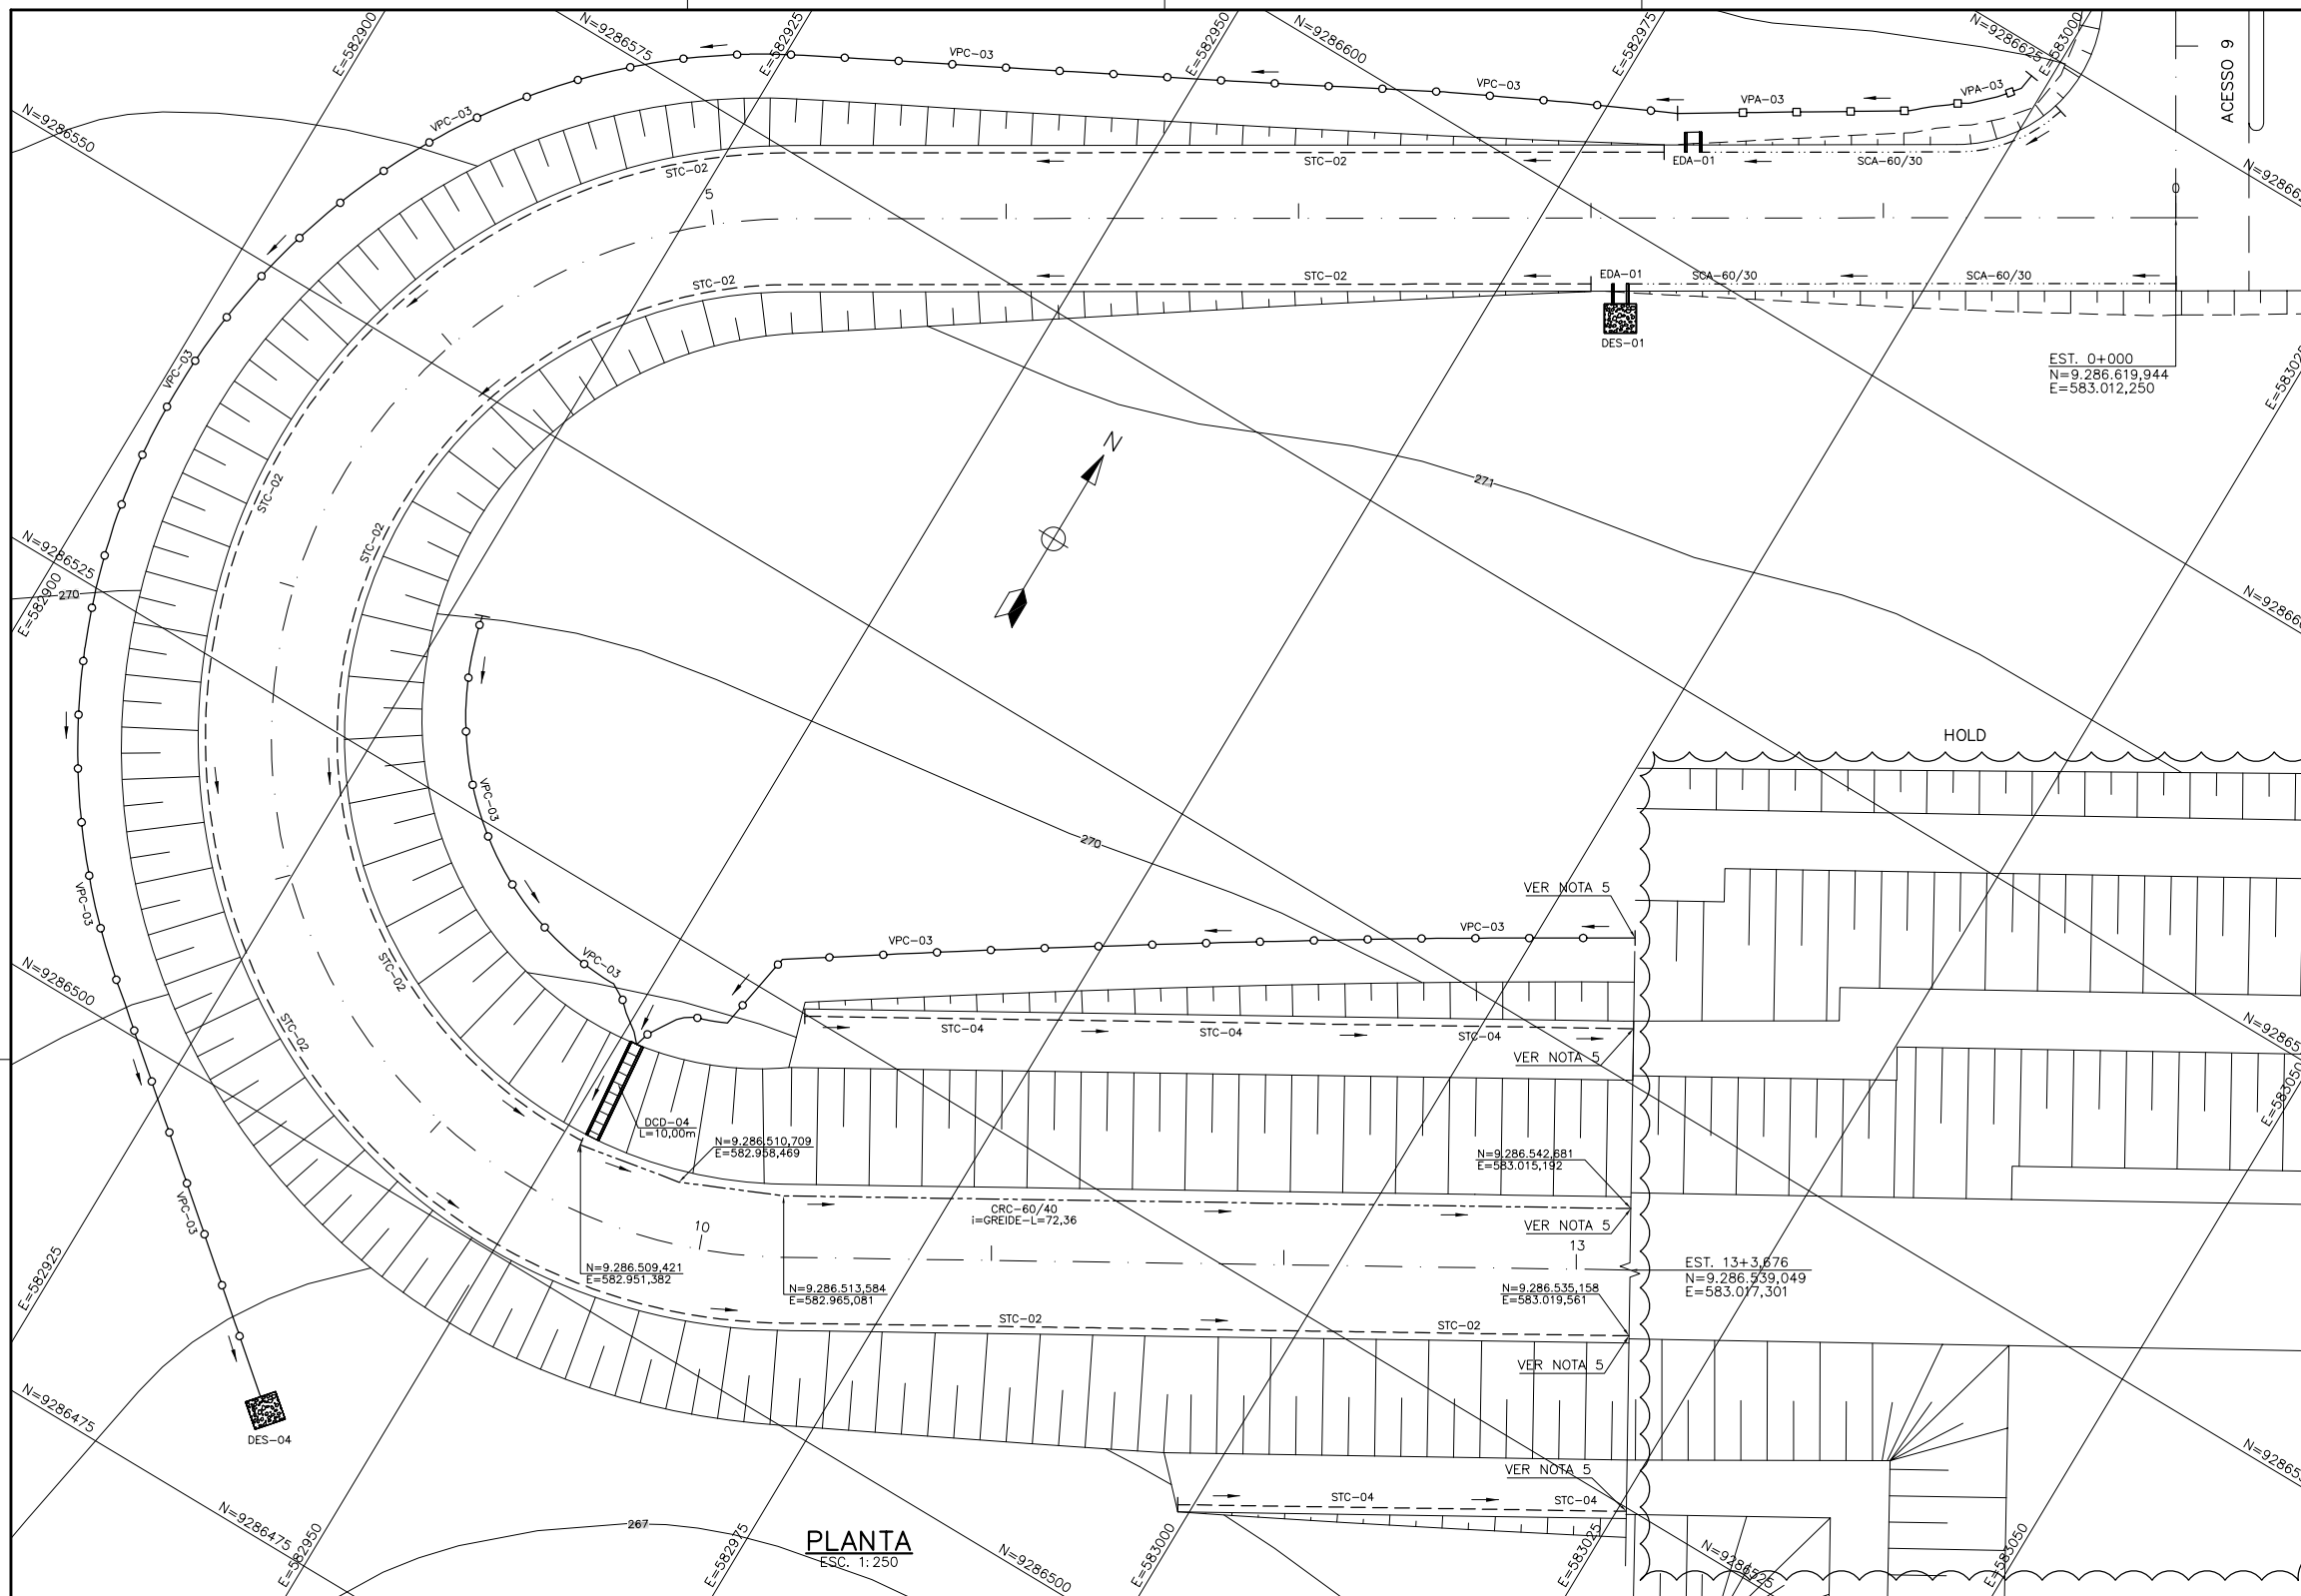 E=582900
N=9286575
E=582925
E=582950
N=9286600
E=582975
N=9286625
E=583000
ACESSO 9
VPC-03
VPC-03
VPA-03
VPA-03
N=9286550
VPC-03
STC-02
STC-02
EDA-01
SCA-60/30
5
0
STC-02
STC-02
EDA-01
SCA-60/30
SCA-60/30
DES-01
EST. 0+000
N=9.286.619,944
E=583.012,250
VPC-03
N
STC-02
STC-02
271
N=9286525
E=582900
270
HOLD
VPC-03
270
VER NOTA 5
VPC-03
VPC-03
VPC-03
STC-02
VPC-03
N=9286500
STC-02
STC-04
STC-04
STC-04
VER NOTA 5
E=583050
DCD-04
L=10,00m
N=9.286.510,709
E=582.958,469
N=9.286.542,681
E=583.015,192
VPC-03
CRC-60/40
i=GREIDE-L=72,36
VER NOTA 5
10
13
E=582925
N=9.286.509,421
E=582.951,382
N=9.286.513,584
E=582.965,081
N=9.286.535,158
E=583.019,561
EST. 13+3,676
N=9.286.539,049
E=583.017,301
STC-02
STC-02
VER NOTA 5
N=9286475
DES-04
VER NOTA 5
STC-04
STC-04
N=9286475
E=582950
267
PLANTA
ESC. 1:250
E=582975
N=9286500
E=583000
E=583025
N=9286525
E=583050